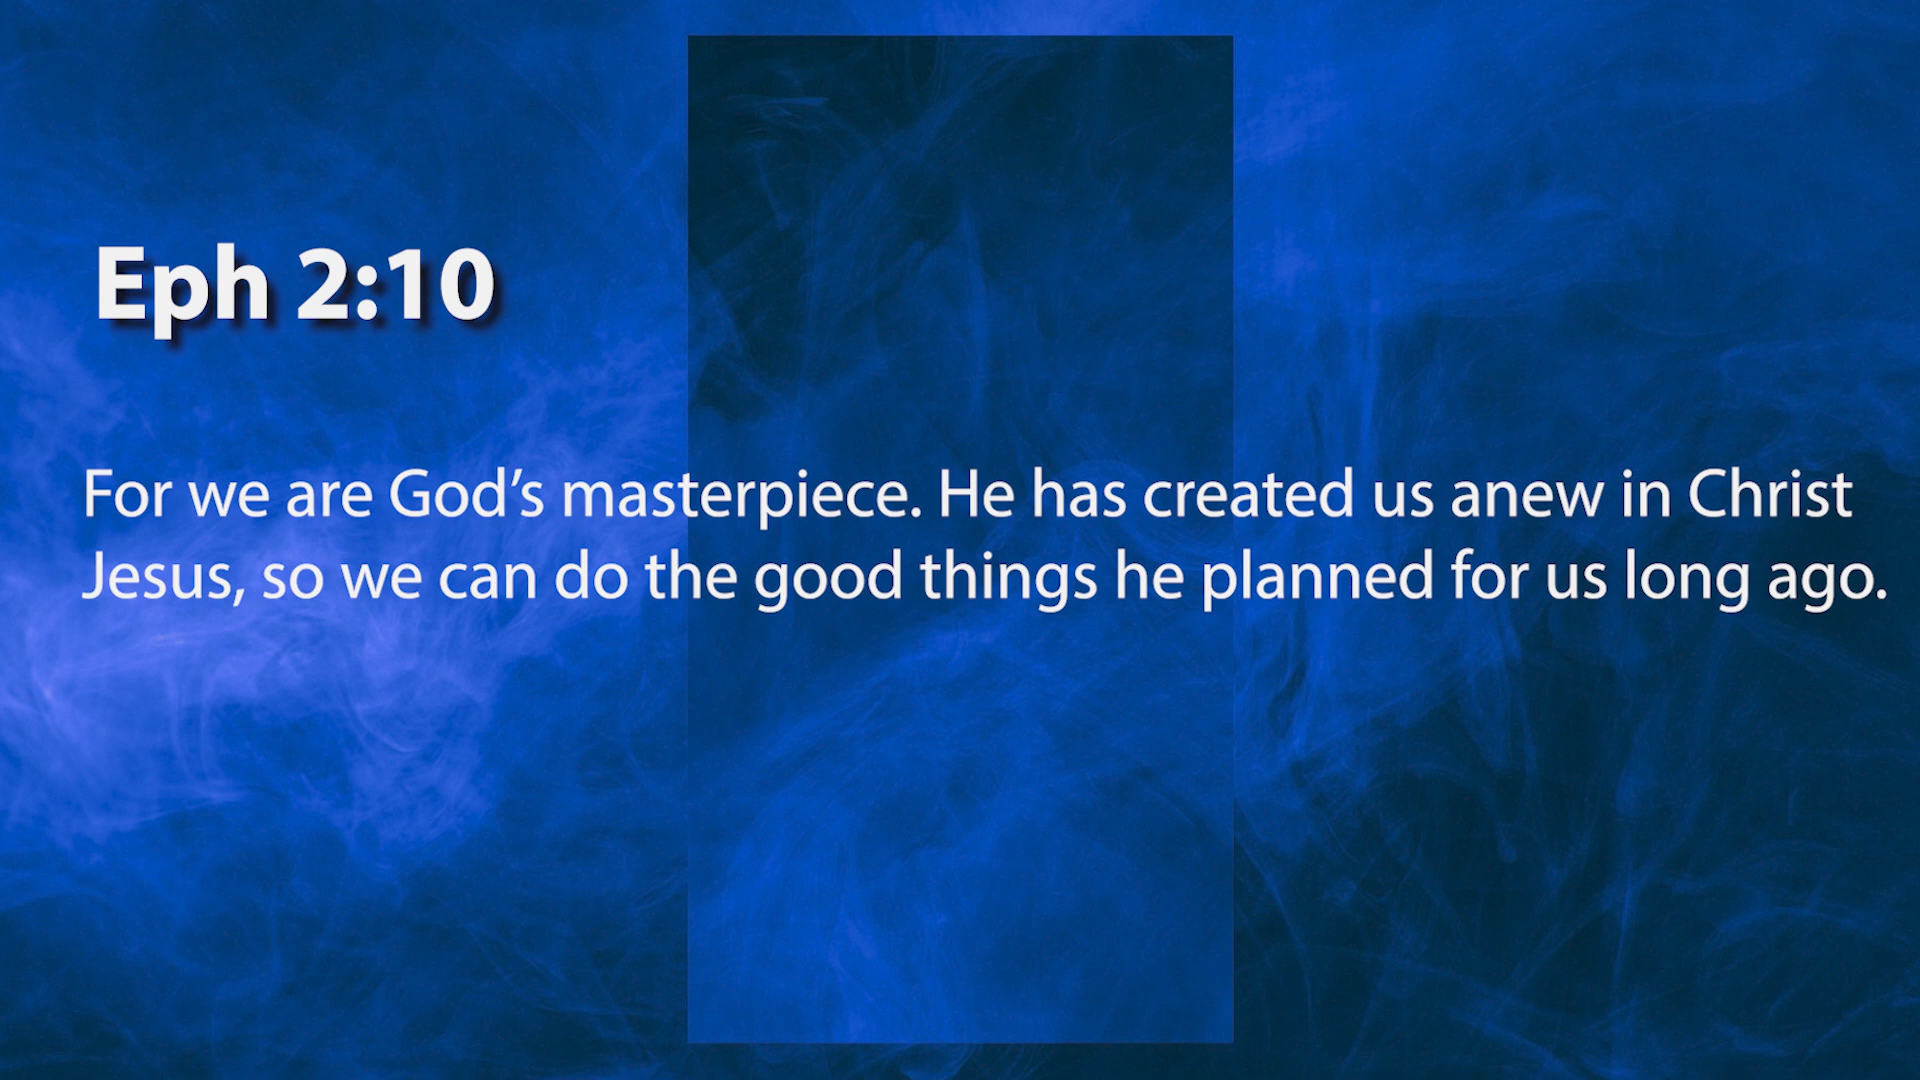 Eph 2:10
For we are God’s masterpiece. He has created us anew in Christ
Jesus, so we can do the good things he planned for us long ago.